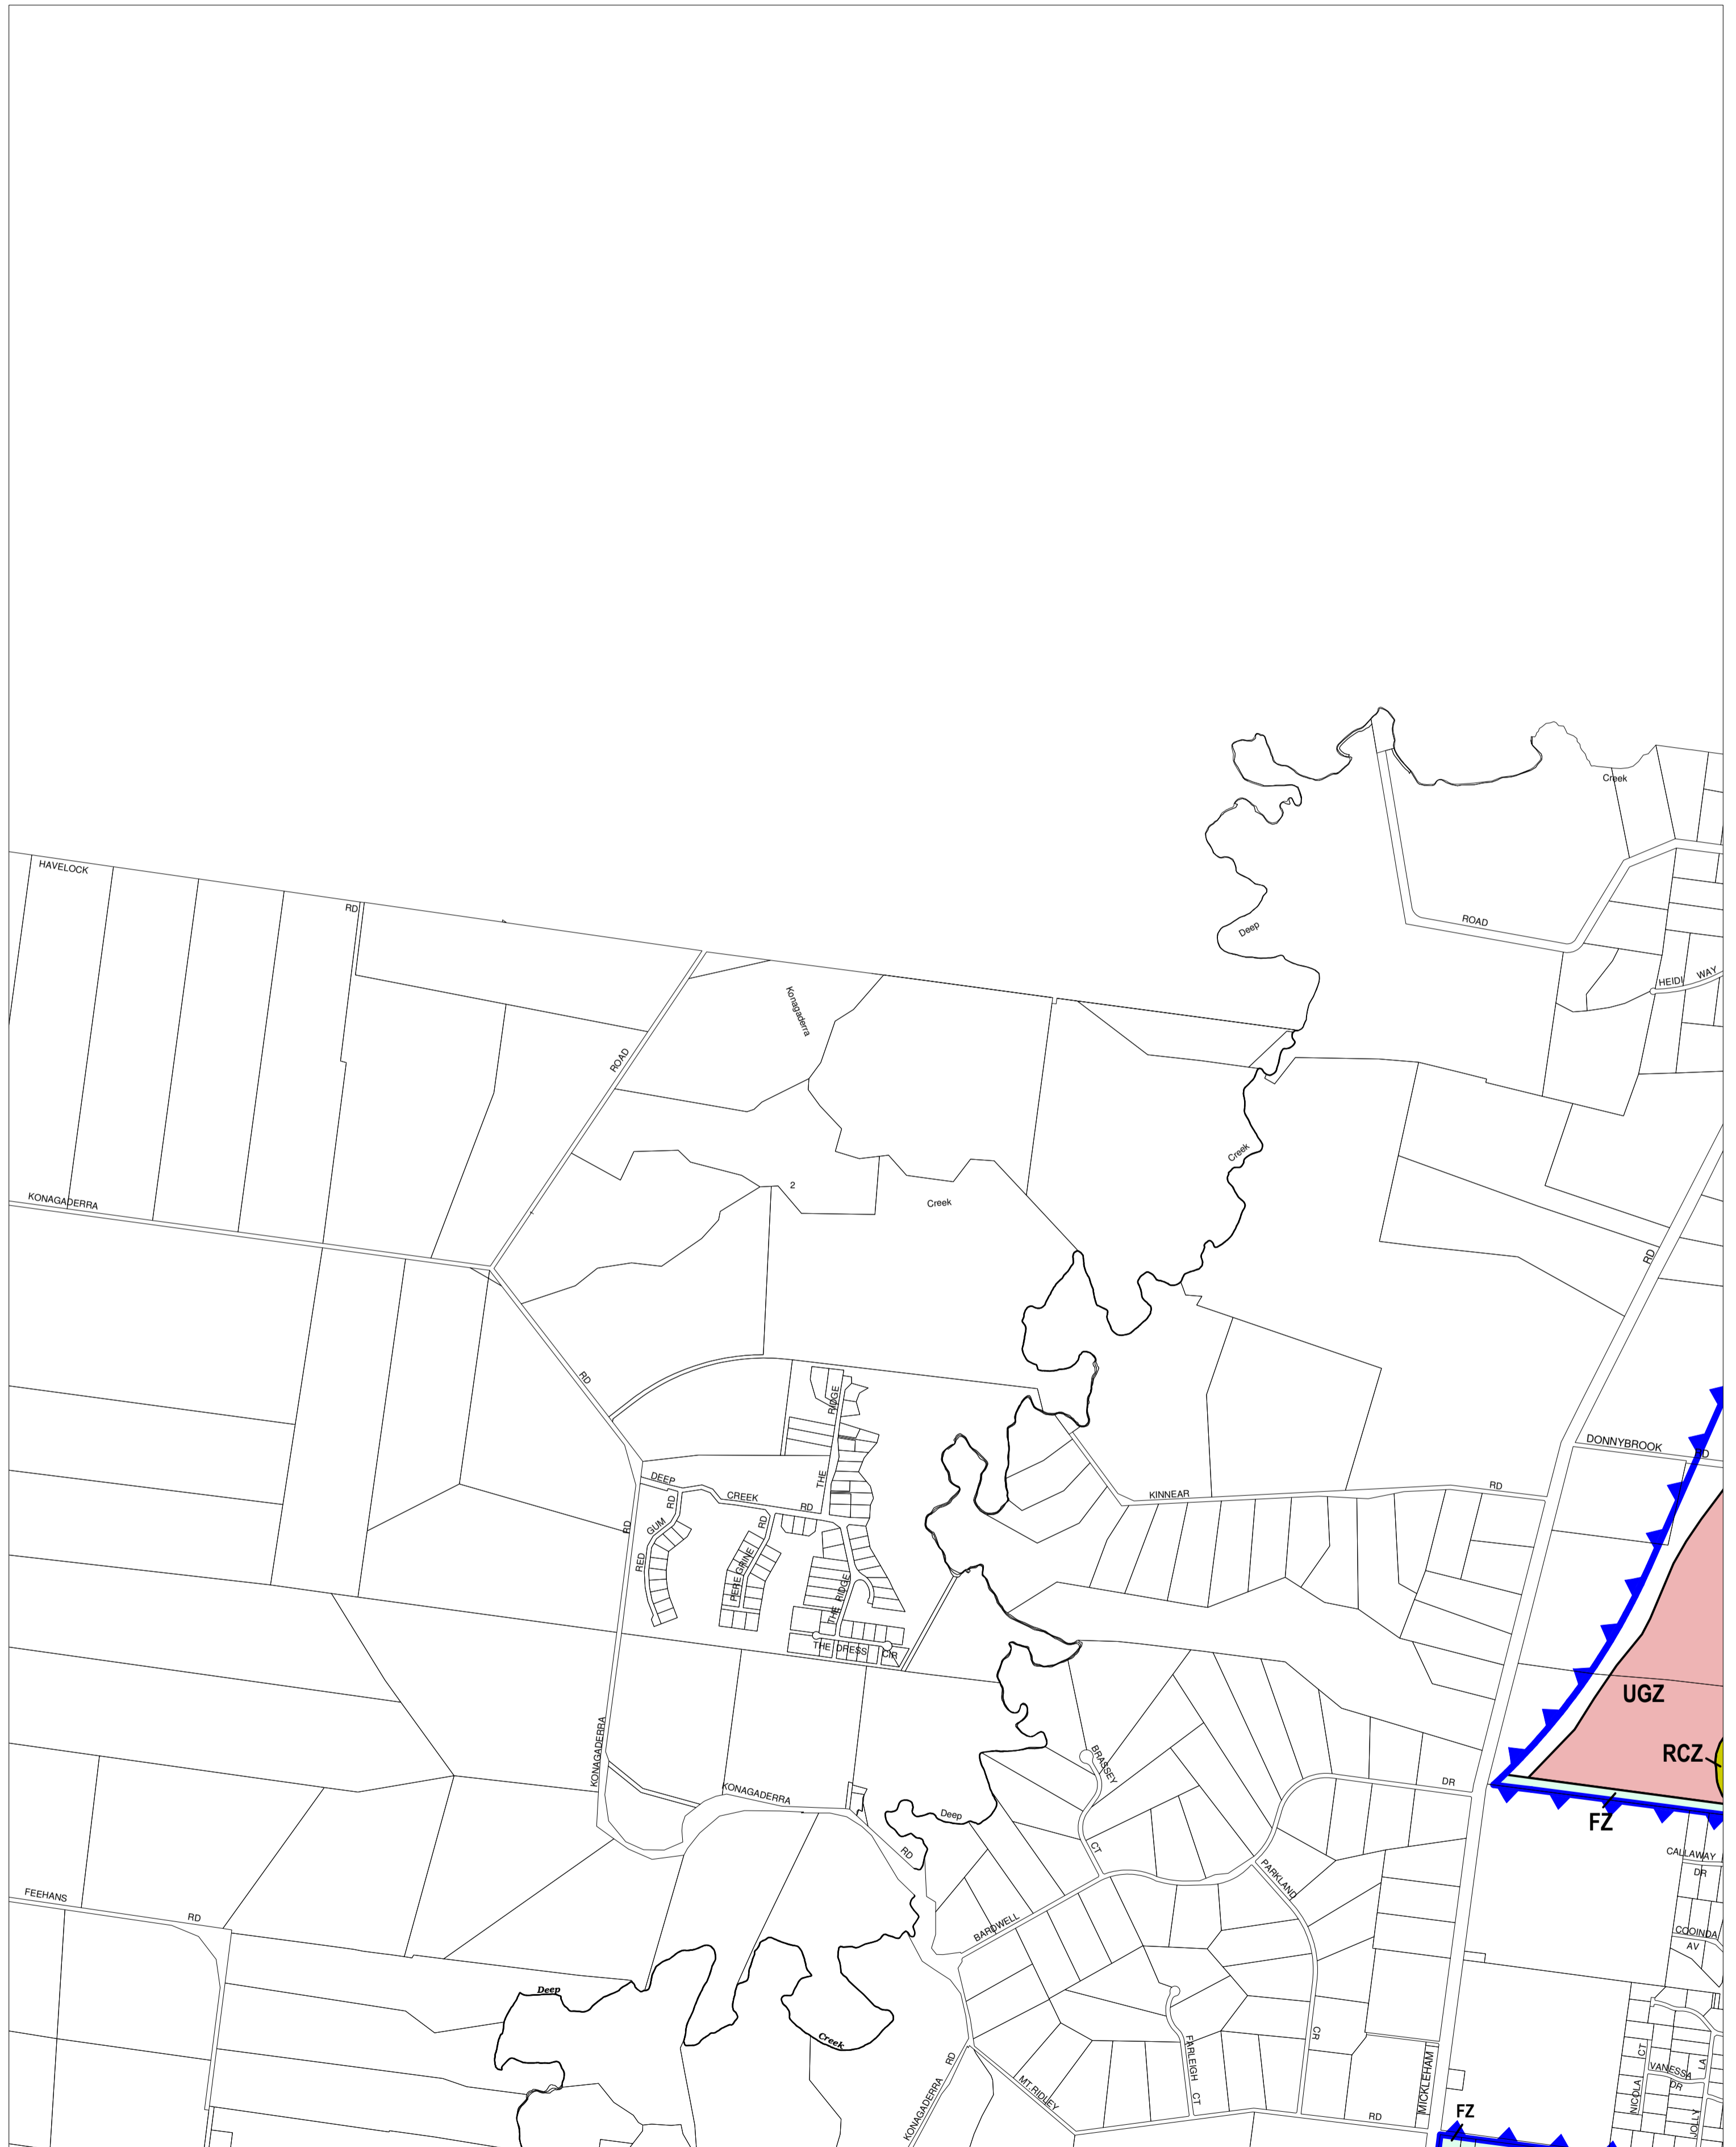 Creek
HAVELOCK
RD
ROAD
Deep
HEIDI WAY
Konagaderra
ROAD
Creek
2
KONAGADERRA
Creek
RD
RD
RIDGE
DONNYBROOK RD
DEEP
THE
CREEK
RD
RD
KINNEAR
RD
RD
GUM
RD
RD
RED
PEREGRINE
THE RIDGE
THE DRESS CIR
UGZ
KONAGADERRA
BRASSEY
RCZ
DR
KONAGADERRA
Deep
FZ
CT
RD
CALLAWAY
DR
PARKLAND
FEEHANS
RD
BARDWELL
COOINDA
AV
Deep
Creek
CR
FARLEIGH
CT
RD
KONAGADERRA
MT.RIDLEY
MICKLEHAM
CT
VANESSA
DR
LA
NICOLA
JOLLY
FZ
RD